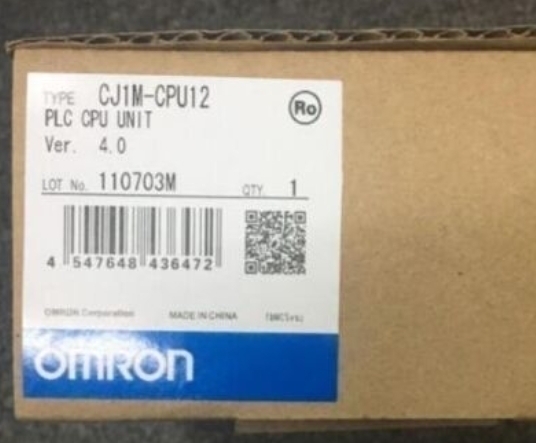 TYPE CJ1M-CPU12
Ro
PLC CPU UNIT
Ver. 4.0
LOT No. 110703M QTY. 1
4 547648 436472
OMRON Corporation MADE IN CHINA
OMRON